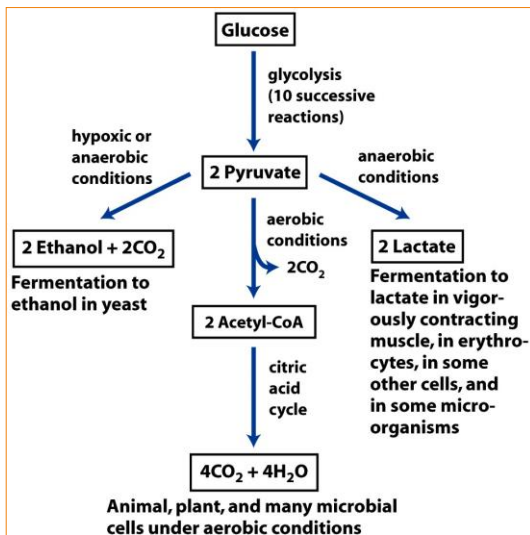 Glucose
glycolysis
(10 successive
reactions)
hypoxic or
anaerobic
conditions
2 Pyruvate
anaerobic
conditions
2 Ethanol + 2CO₂
Fermentation to
ethanol in yeast
aerobic
conditions
2CO₂
2 Lactate
Fermentation to
lactate in vigor-
ously contracting
muscle, in erythro-
cytes, in some
other cells, and
in some micro-
organisms
2 Acetyl-CoA
citric
acid
cycle
4CO₂ + 4H₂O
Animal, plant, and many microbial
cells under aerobic conditions